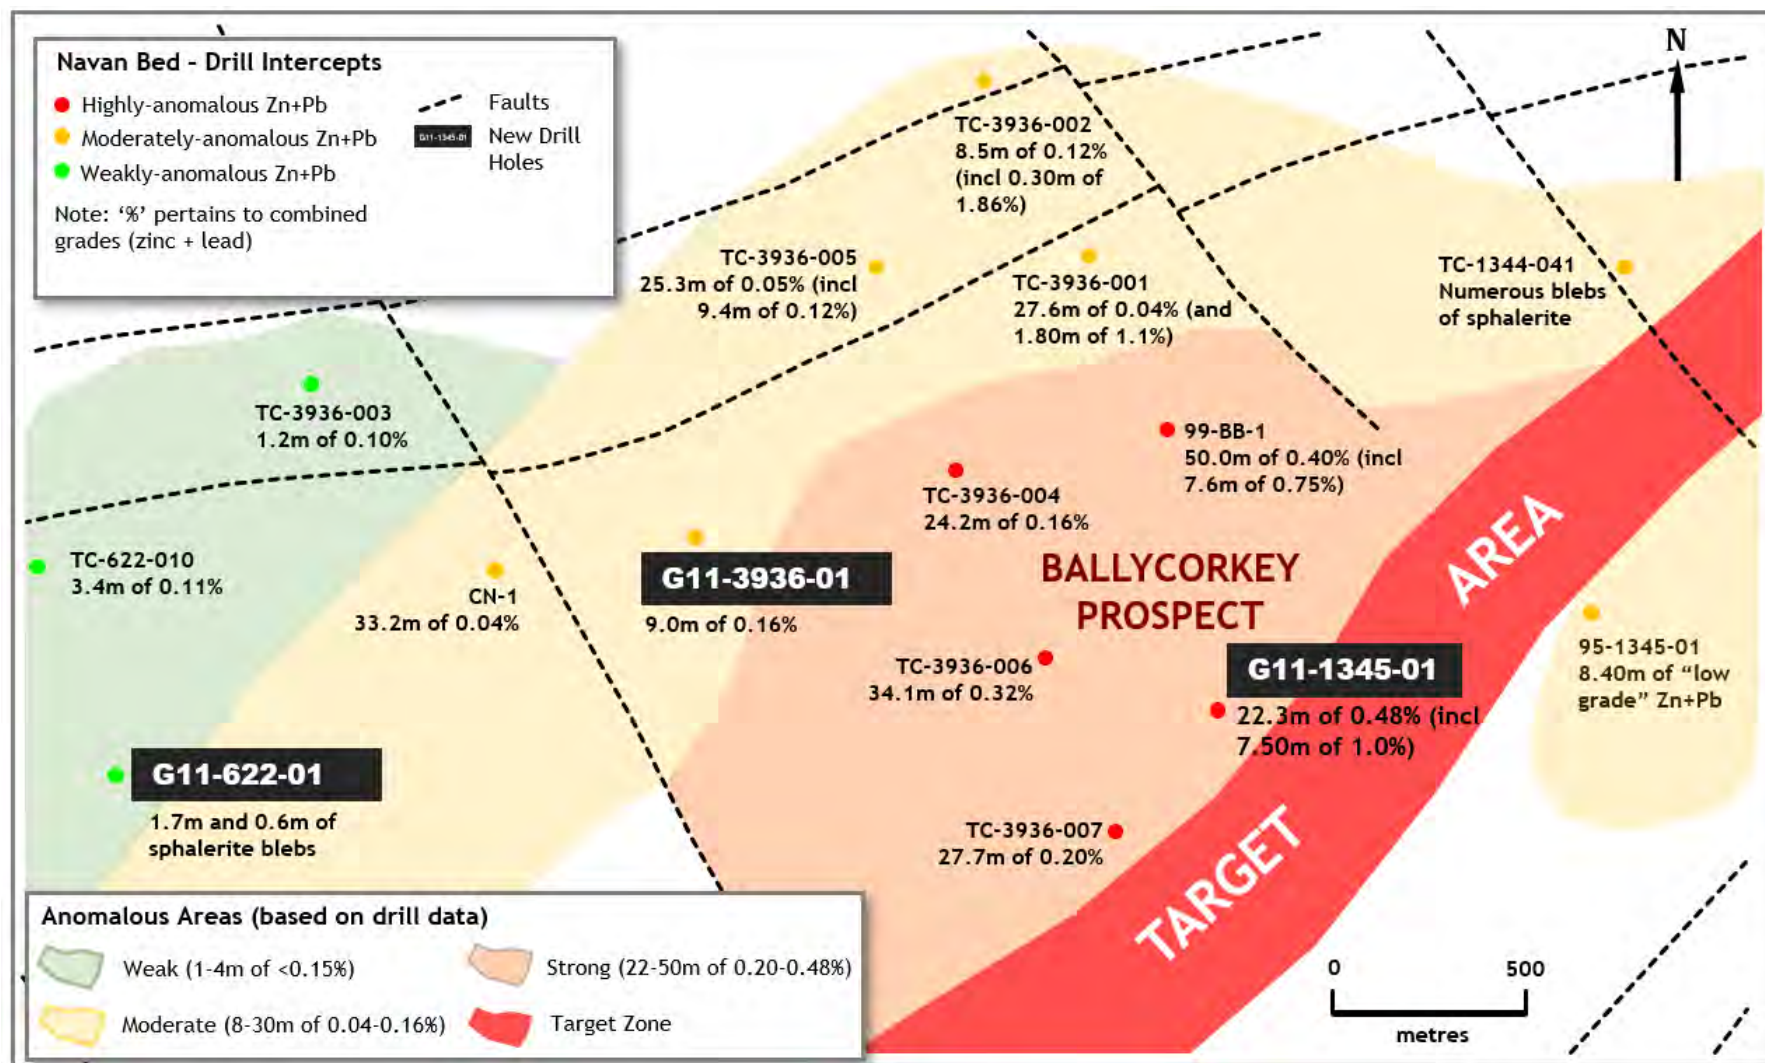 Navan Bed - Drill Intercepts
Highly-anomalous Zn+Pb
Moderately-anomalous Zn+Pb
Weakly-anomalous Zn+Pb
Note: ‘%’ pertains to combined
grades (zinc + lead)
Faults
G11-1345-01
New Drill
Holes
N
TC-3936-002
8.5m of 0.12%
(incl 0.30m of
1.86%)
TC-3936-005
25.3m of 0.05% (incl
9.4m of 0.12%)
TC-3936-001
27.6m of 0.04% (and
1.80m of 1.1%)
TC-1344-041
Numerous blebs
of sphalerite
TC-3936-003
1.2m of 0.10%
99-BB-1
50.0m of 0.40% (incl
7.6m of 0.75%)
TC-3936-004
24.2m of 0.16%
TC-622-010
3.4m of 0.11%
CN-1
33.2m of 0.04%
G11-3936-01
9.0m of 0.16%
BALLYCORKEY
PROSPECT
TC-3936-006
34.1m of 0.32%
G11-1345-01
22.3m of 0.48% (incl
7.50m of 1.0%)
95-1345-01
8.40m of “low
grade” Zn+Pb
G11-622-01
1.7m and 0.6m of
sphalerite blebs
TC-3936-007
27.7m of 0.20%
TARGET AREA
Anomalous Areas (based on drill data)
Weak (1-4m of <0.15%)
Strong (22-50m of 0.20-0.48%)
Moderate (8-30m of 0.04-0.16%)
Target Zone
0 500
metres